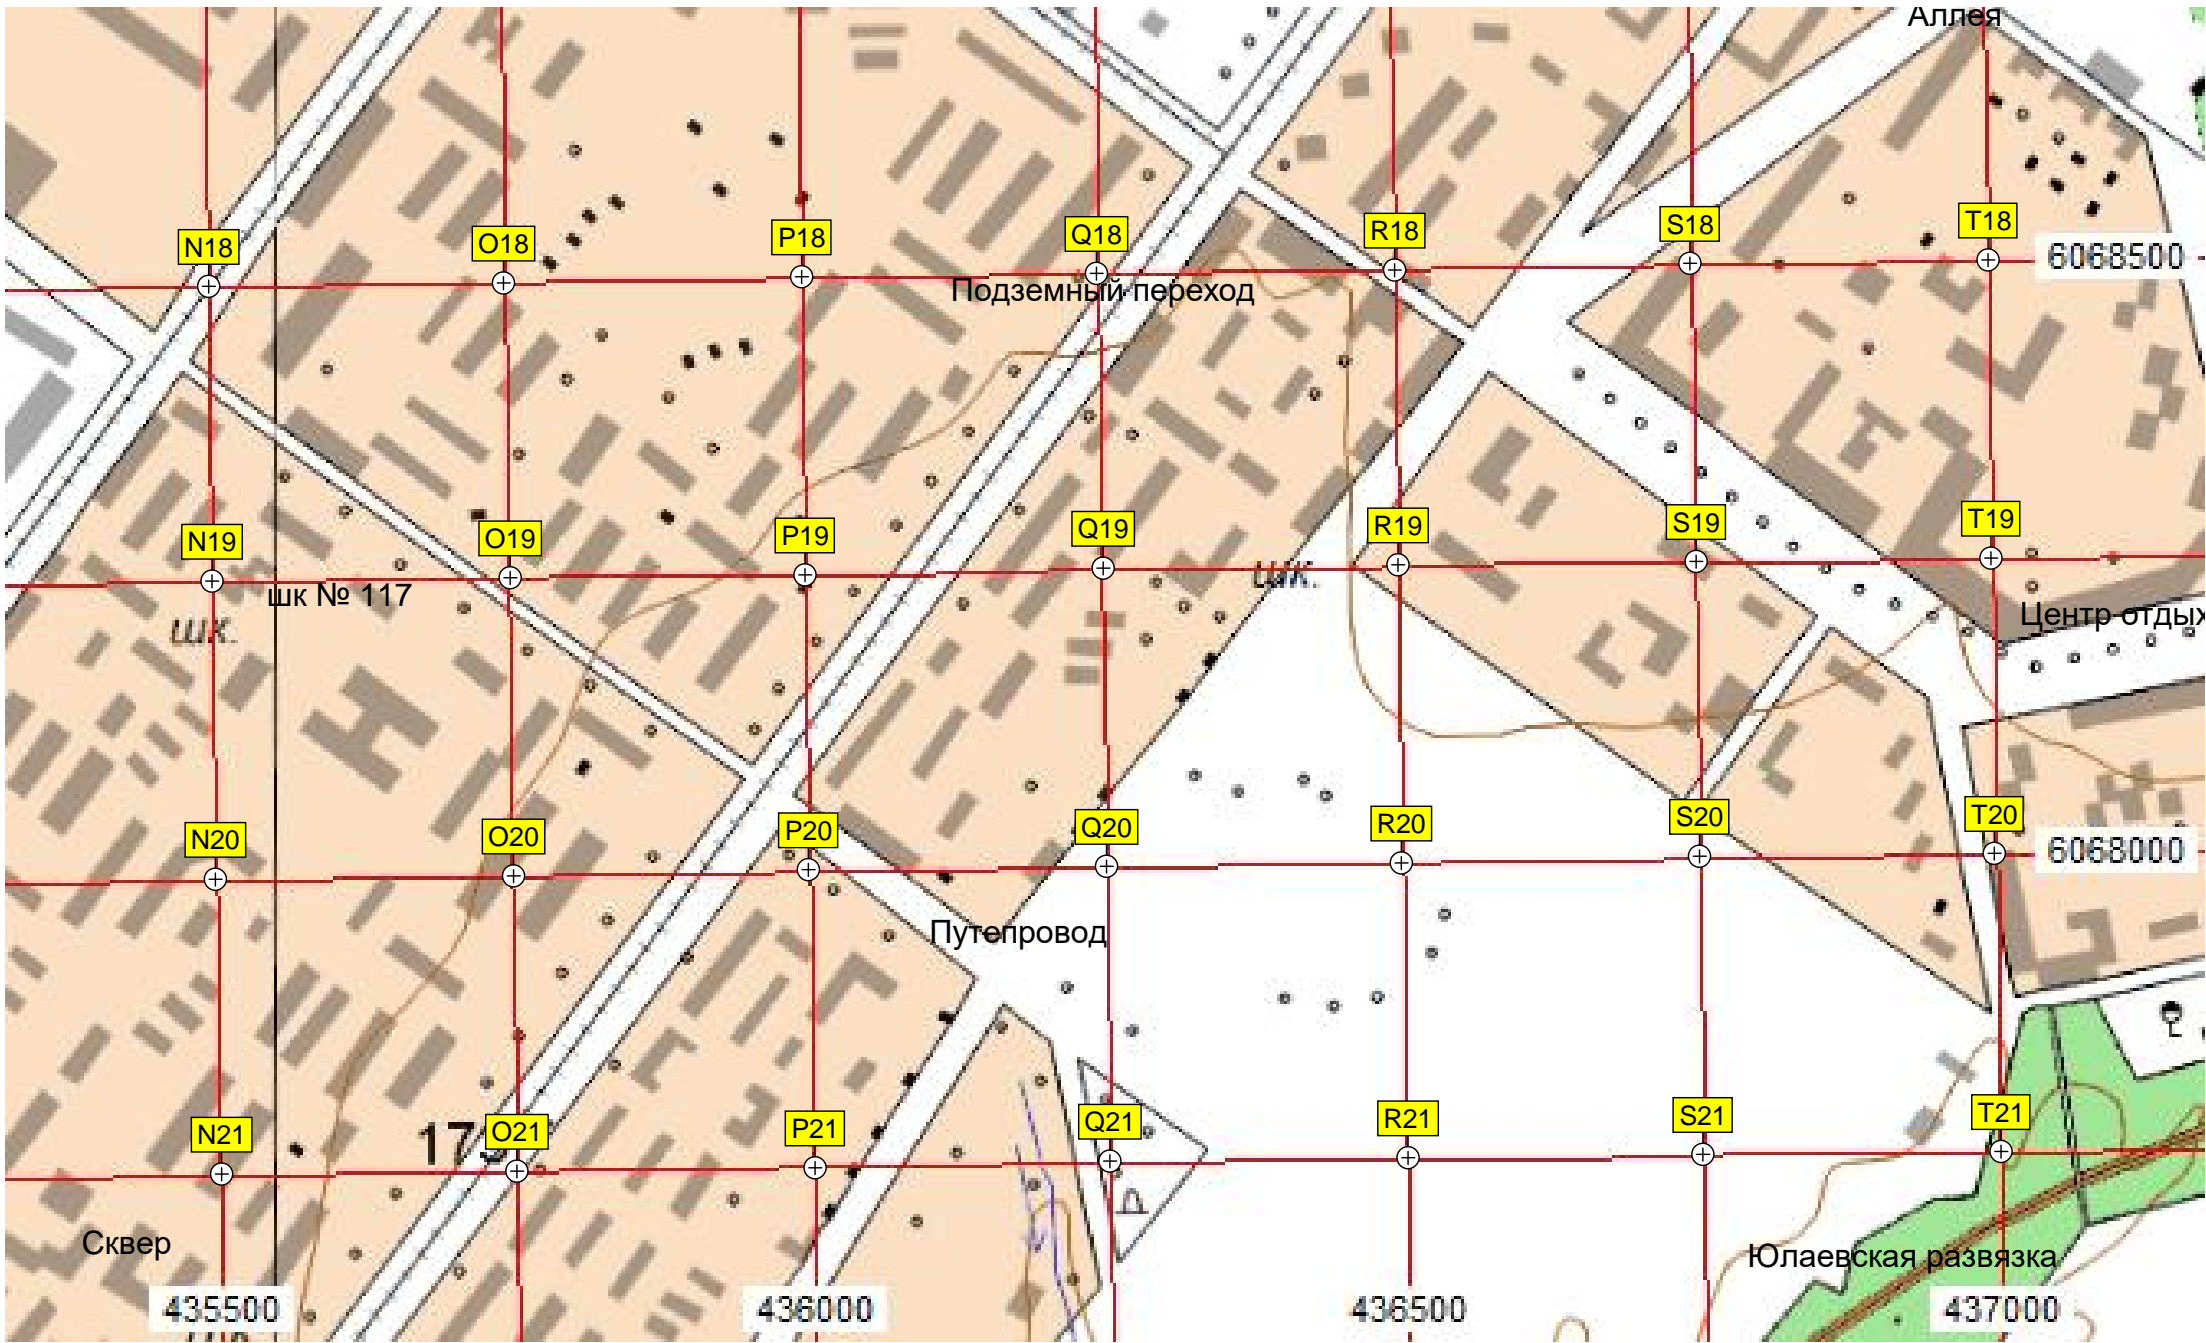 Аллея
N18
O18
P18
Q18
R18
S18
T18
6068500
Подземный переход
N19
O19
P19
Q19
R19
S19
T19
шк.
шк № 117
шк.
Центр отдых
N20
O20
P20
Q20
R20
S20
T20
6068000
Путепровод
N21
17
O21
P21
Q21
R21
S21
T21
Сквер
Юлаевская развязка
435500
436000
436500
437000